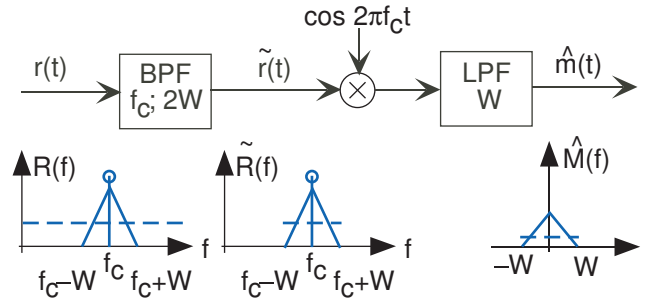 cos 2πf_c t
r(t)
BPF
f_c; 2W
r̃(t)
×
LPF
W
m̂(t)
R(f)
R̃(f)
M̂(f)
f_c
f
f_c
f
–W
W
f_c–W
f_c+W
f_c–W
f_c+W